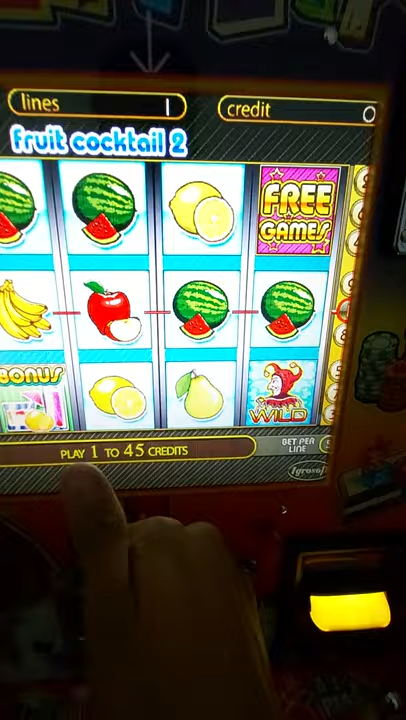 lines 1
credit 0
fruit cocktail 2
FREE
GAMES
BONUS
WILD
PLAY 1 TO 45 CREDITS
BET PER
LINE
Igrosoft